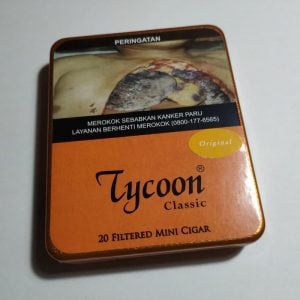 PERINGATAN
MEROKOK SEBABKAN KANKER PARU
LAYANAN BERHENTI MEROKOK (0800-177-6565)
Original
Tycoon®
Classic
20 FILTERED MINI CIGAR